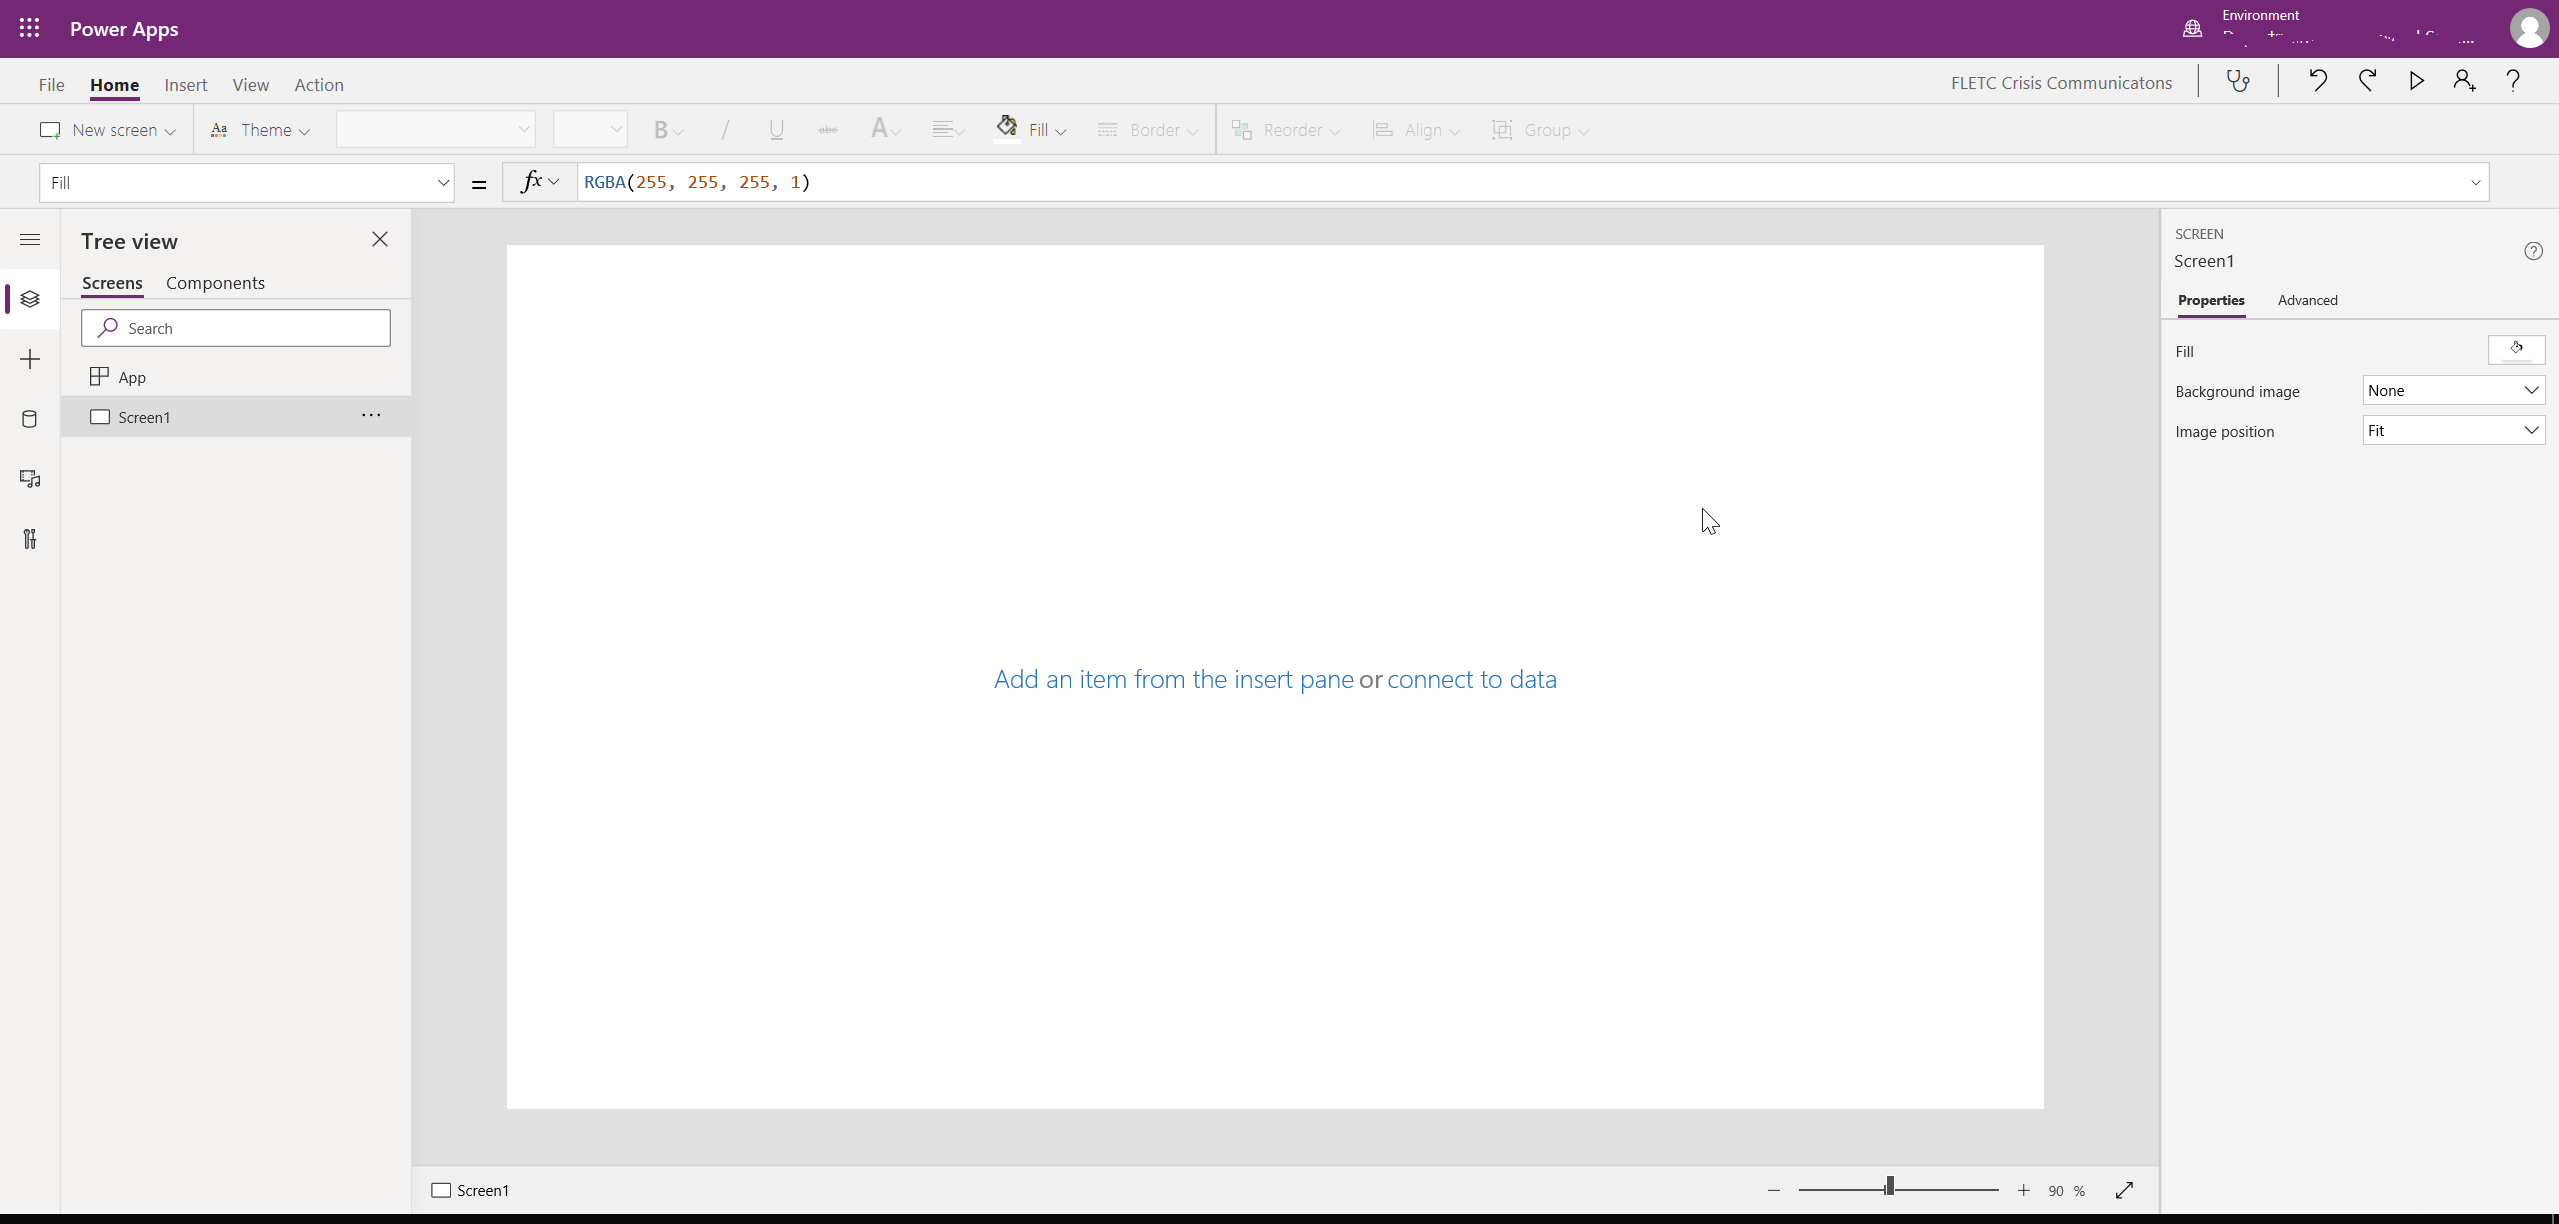 Power Apps
Environment
File Home Insert View Action
FLETC Crisis Communicatons
New screen Aa Theme B / U abc A Fill Border Reorder Align Group
Fill = fx RGBA(255, 255, 255, 1)
Tree view
Screens Components
Search
App
Screen1 ...
Add an item from the insert pane or connect to data
SCREEN
Screen1
Properties Advanced
Fill
Background image None
Image position Fit
Screen1
90 %